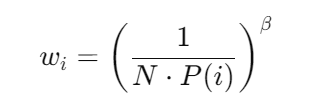 $w_i = \left( \frac{1}{N \cdot P(i)} \right)^{\beta}$